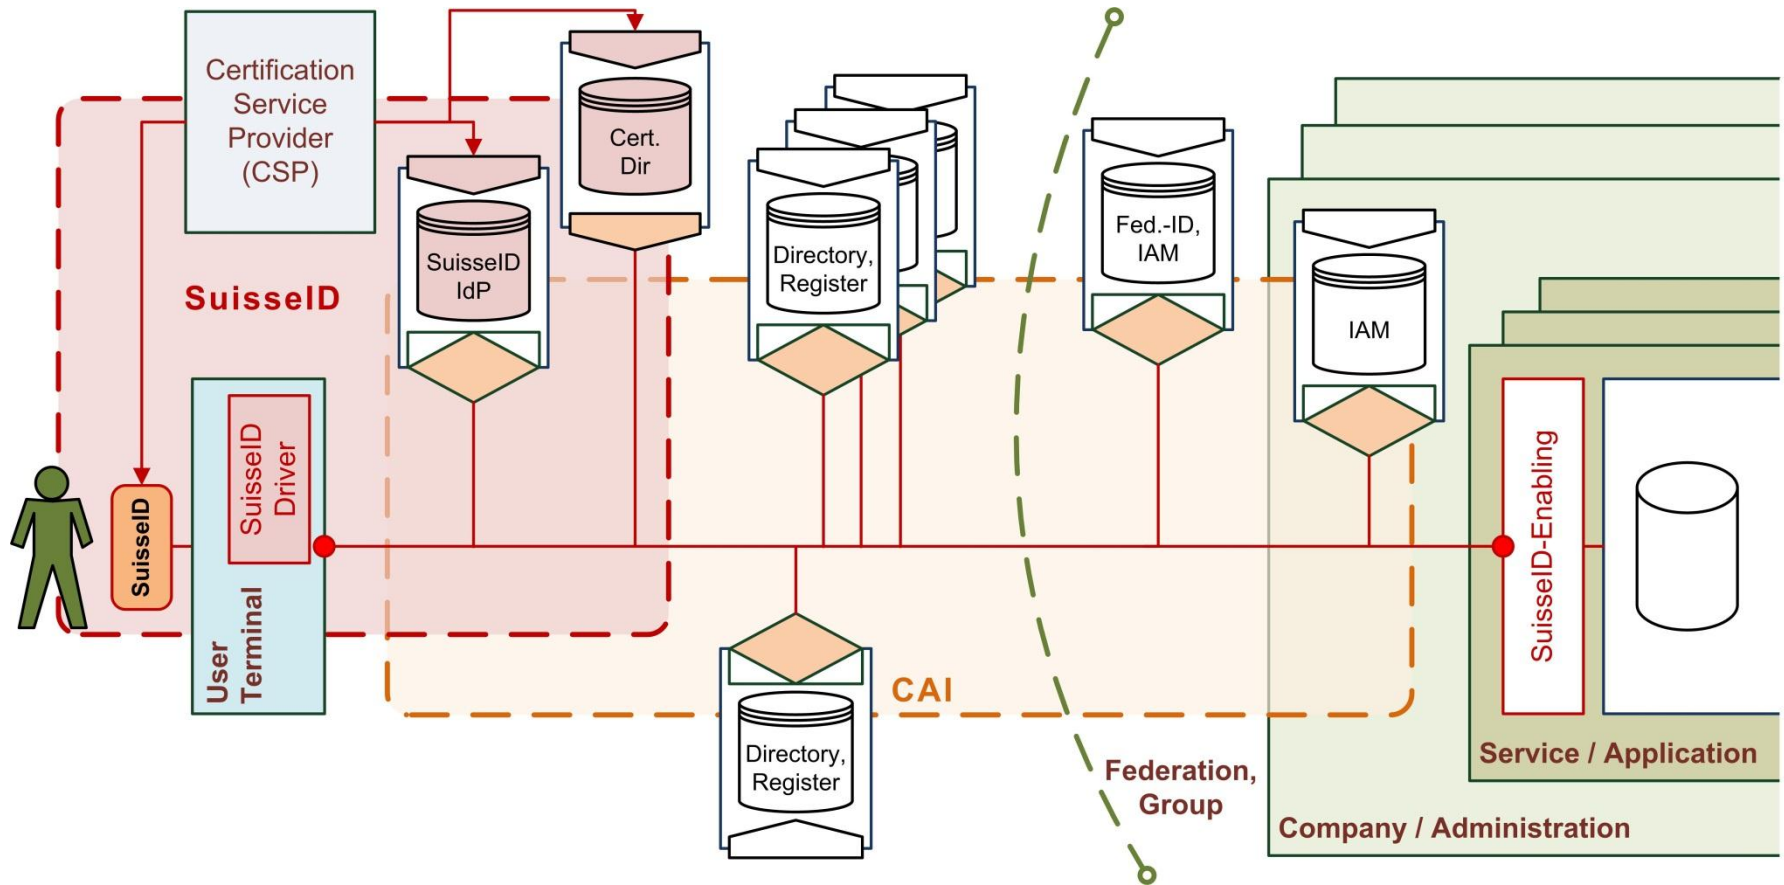 Certification
Service
Provider
(CSP)
Cert.
Dir
SuisseID
IdP
SuisseID
Directory,
Register
Fed.-ID,
IAM
IAM
SuisseID
Driver
SuisseID
User
Terminal
SuisseID-Enabling
CAI
Directory,
Register
Federation,
Group
Service / Application
Company / Administration